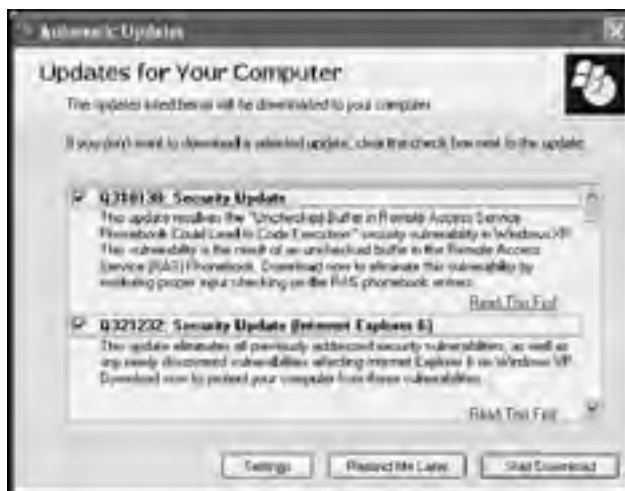 Automatic Updates
Updates for Your Computer
The updates listed below will be downloaded to your computer.
If you don't want to download a selected update, clear the check box next to the update.
Q318138: Security Update
This update resolves the "Unchecked Buffer in Remote Access Service
Phonebook Could Lead to Code Execution" security vulnerability in Windows XP.
This vulnerability is the result of an unchecked buffer in the Remote Access
Service (RAS) Phonebook. Download now to eliminate this vulnerability by
instituting proper input checking on the RAS phonebook entries.
Read This First
Q321232: Security Update (Internet Explorer 6)
This update eliminates all previously addressed security vulnerabilities, as well as
any newly discovered vulnerabilities affecting Internet Explorer 6 on Windows XP.
Download now to protect your computer from these vulnerabilities.
Read This First
Settings
Remind Me Later
Start Download